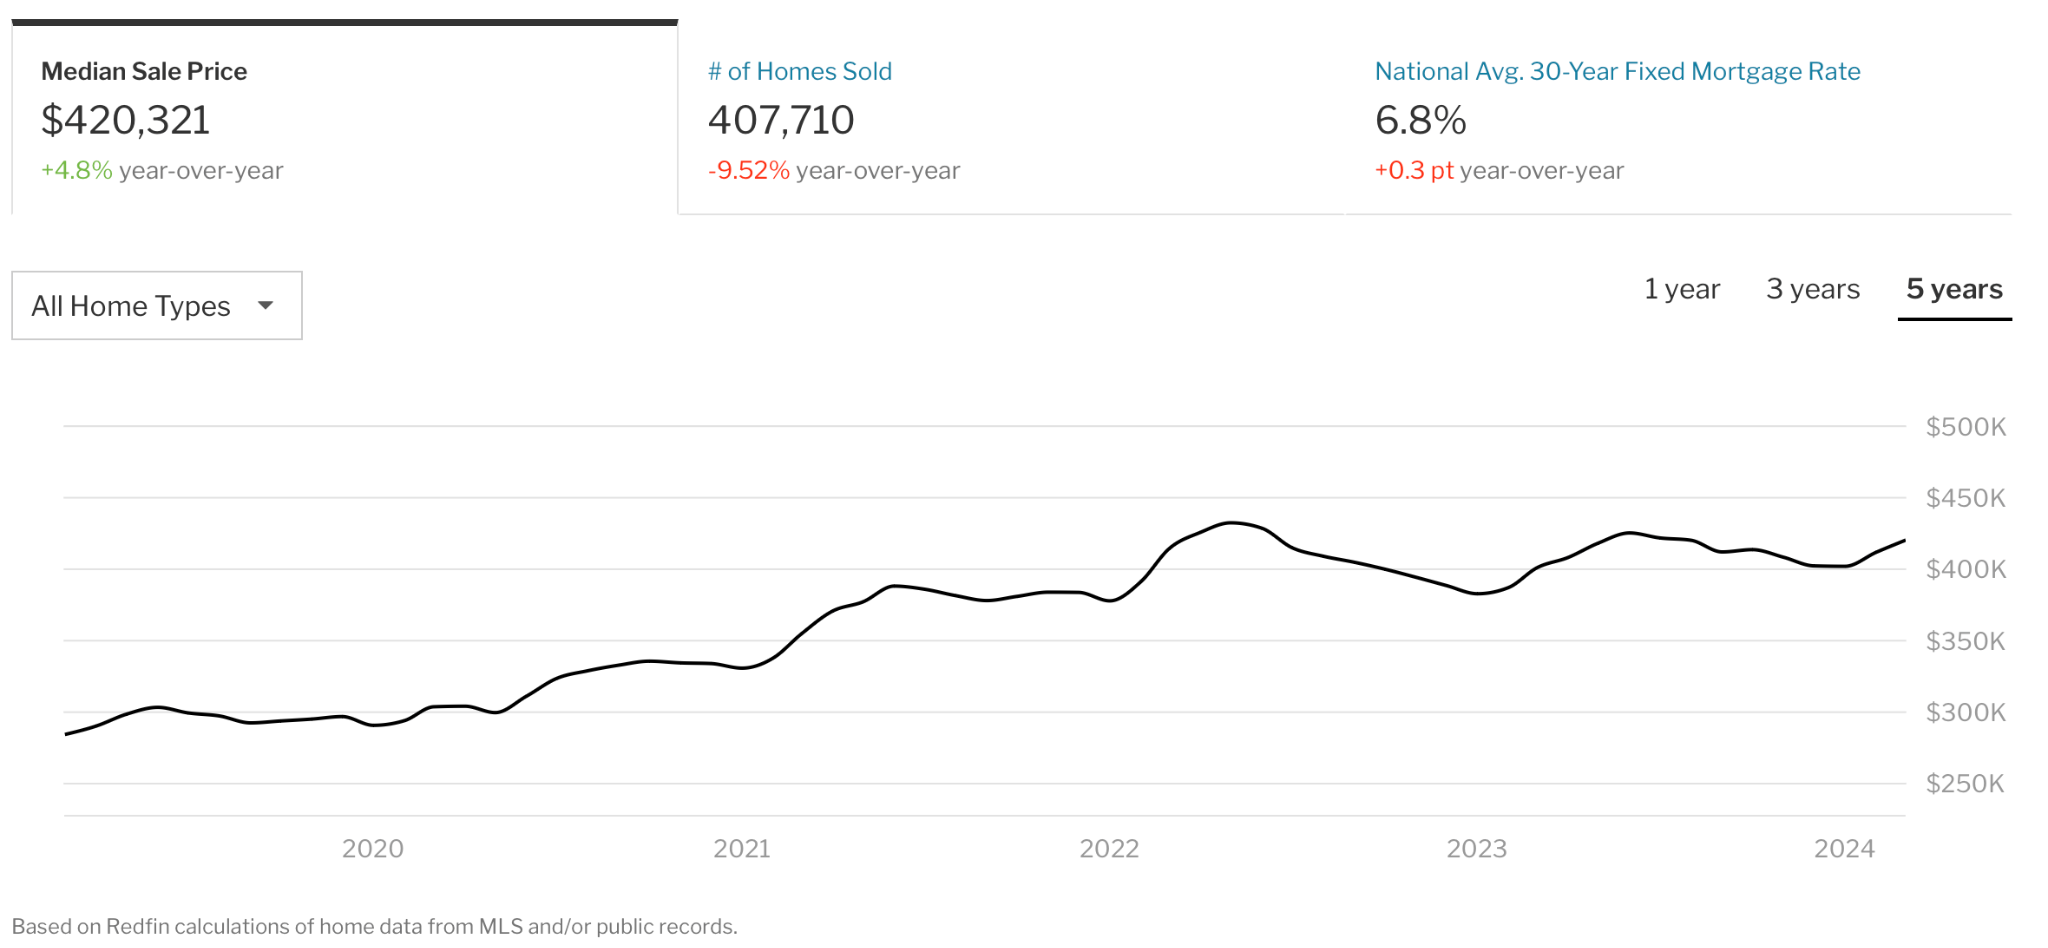 Median Sale Price
$420,321
+4.8% year-over-year
# of Homes Sold
407,710
-9.52% year-over-year
National Avg. 30-Year Fixed Mortgage Rate
6.8%
+0.3 pt year-over-year
All Home Types
1 year 3 years 5 years
$500K
$450K
$400K
$350K
$300K
$250K
2020 2021 2022 2023 2024
Based on Redfin calculations of home data from MLS and/or public records.